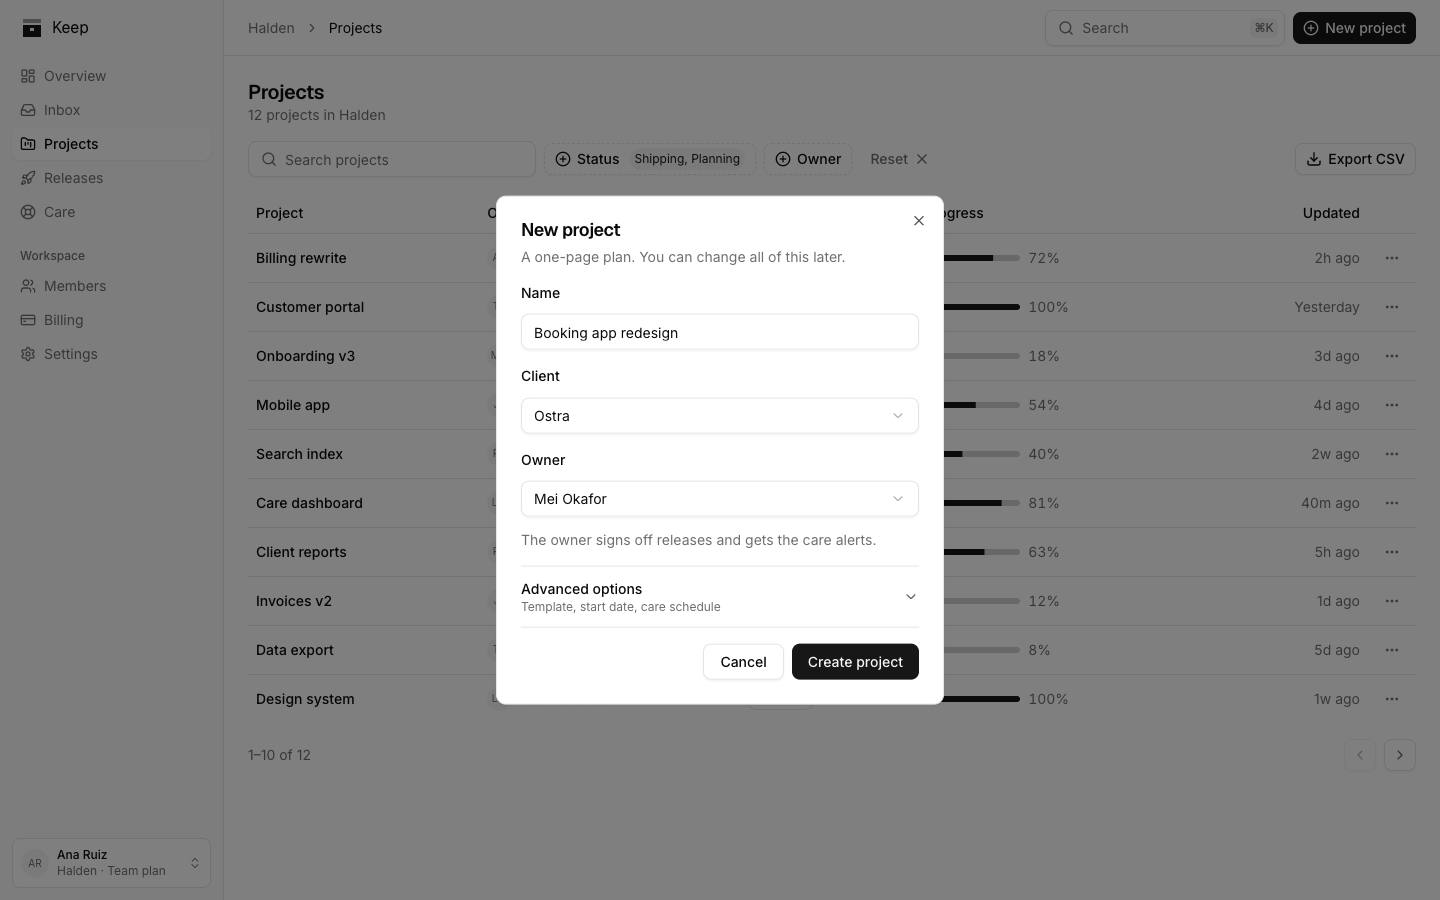 Keep
Overview
Inbox
Projects
Releases
Care
Workspace
Members
Billing
Settings
AR
Ana Ruiz
Halden · Team plan
Halden
Projects
Search
⌘K
New project
Projects
12 projects in Halden
Search projects
Status
Shipping, Planning
Owner
Reset
Export CSV
Project
Updated
Billing rewrite
72%
2h ago
Customer portal
100%
Yesterday
Onboarding v3
18%
3d ago
Mobile app
54%
4d ago
Search index
40%
2w ago
Care dashboard
81%
40m ago
Client reports
63%
5h ago
Invoices v2
12%
1d ago
Data export
8%
5d ago
Design system
100%
1w ago
1–10 of 12
New project
A one-page plan. You can change all of this later.
Name
Booking app redesign
Client
Ostra
Owner
Mei Okafor
The owner signs off releases and gets the care alerts.
Advanced options
Template, start date, care schedule
Cancel
Create project